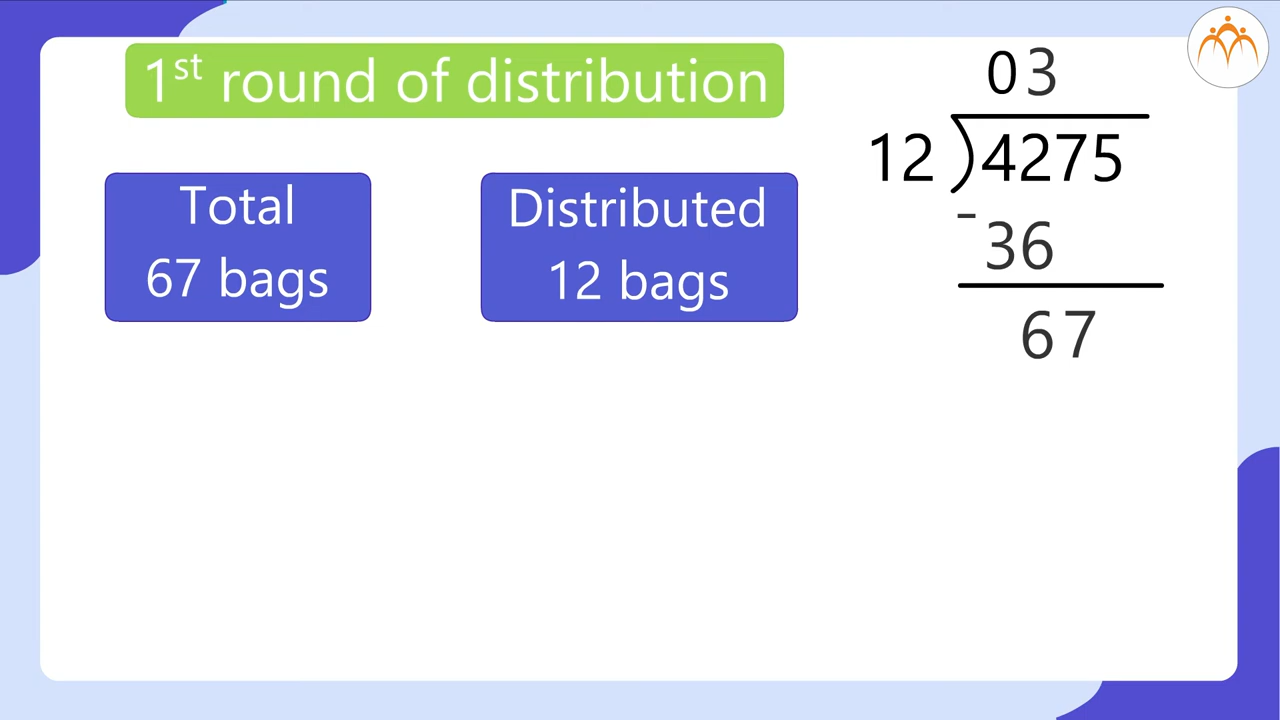 1st round of distribution
Total
67 bags
Distributed
12 bags
03
12 ) 4275
- 36
67